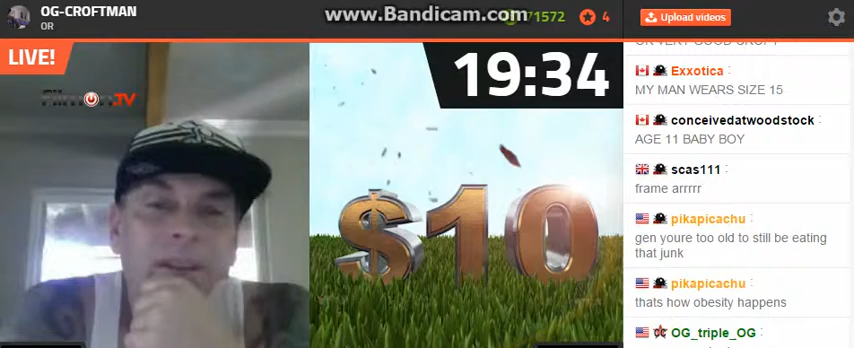 OG-CROFTMAN
OR
www.Bandicam.com
71572
4
Upload videos
LIVE!
FilmOn.TV
19:34
$10
Exxotica :
MY MAN WEARS SIZE 15
conceivedatwoodstock :
AGE 11 BABY BOY
scas111 :
frame arrrrr
pikapicachu :
gen youre too old to still be eating
that junk
pikapicachu :
thats how obesity happens
OG_triple_OG :